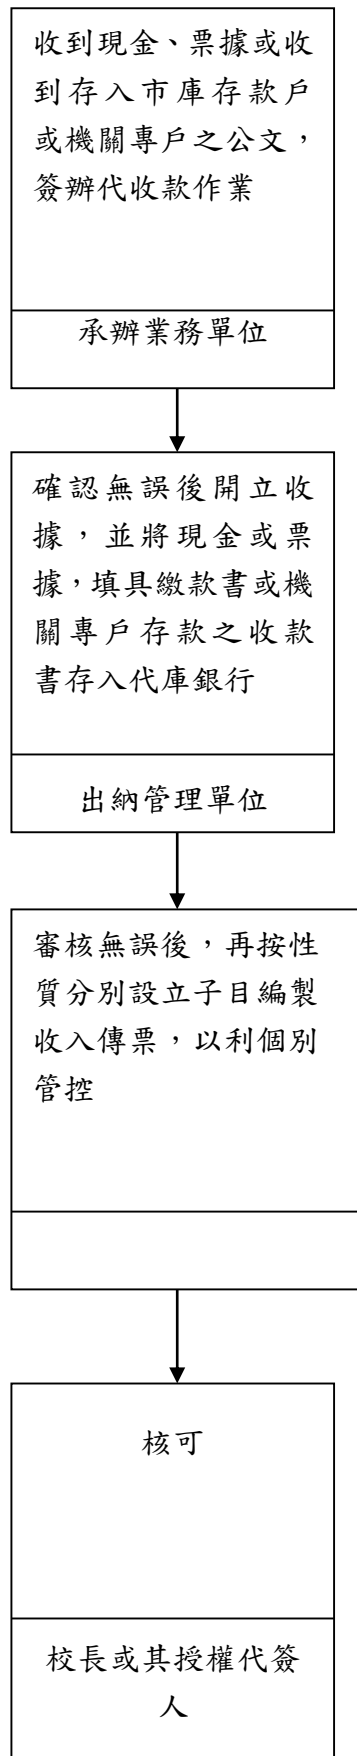 收到現金、票據或收
到存入市庫存款戶
或機關專戶之公文，
簽辦代收款作業
承辦業務單位
確認無誤後開立收
據，並將現金或票
據，填具繳款書或機
關專戶存款之收款
書存入代庫銀行
出納管理單位
審核無誤後，再按性
質分別設立子目編製
收入傳票，以利個別
管控
核可
校長或其授權代簽
人